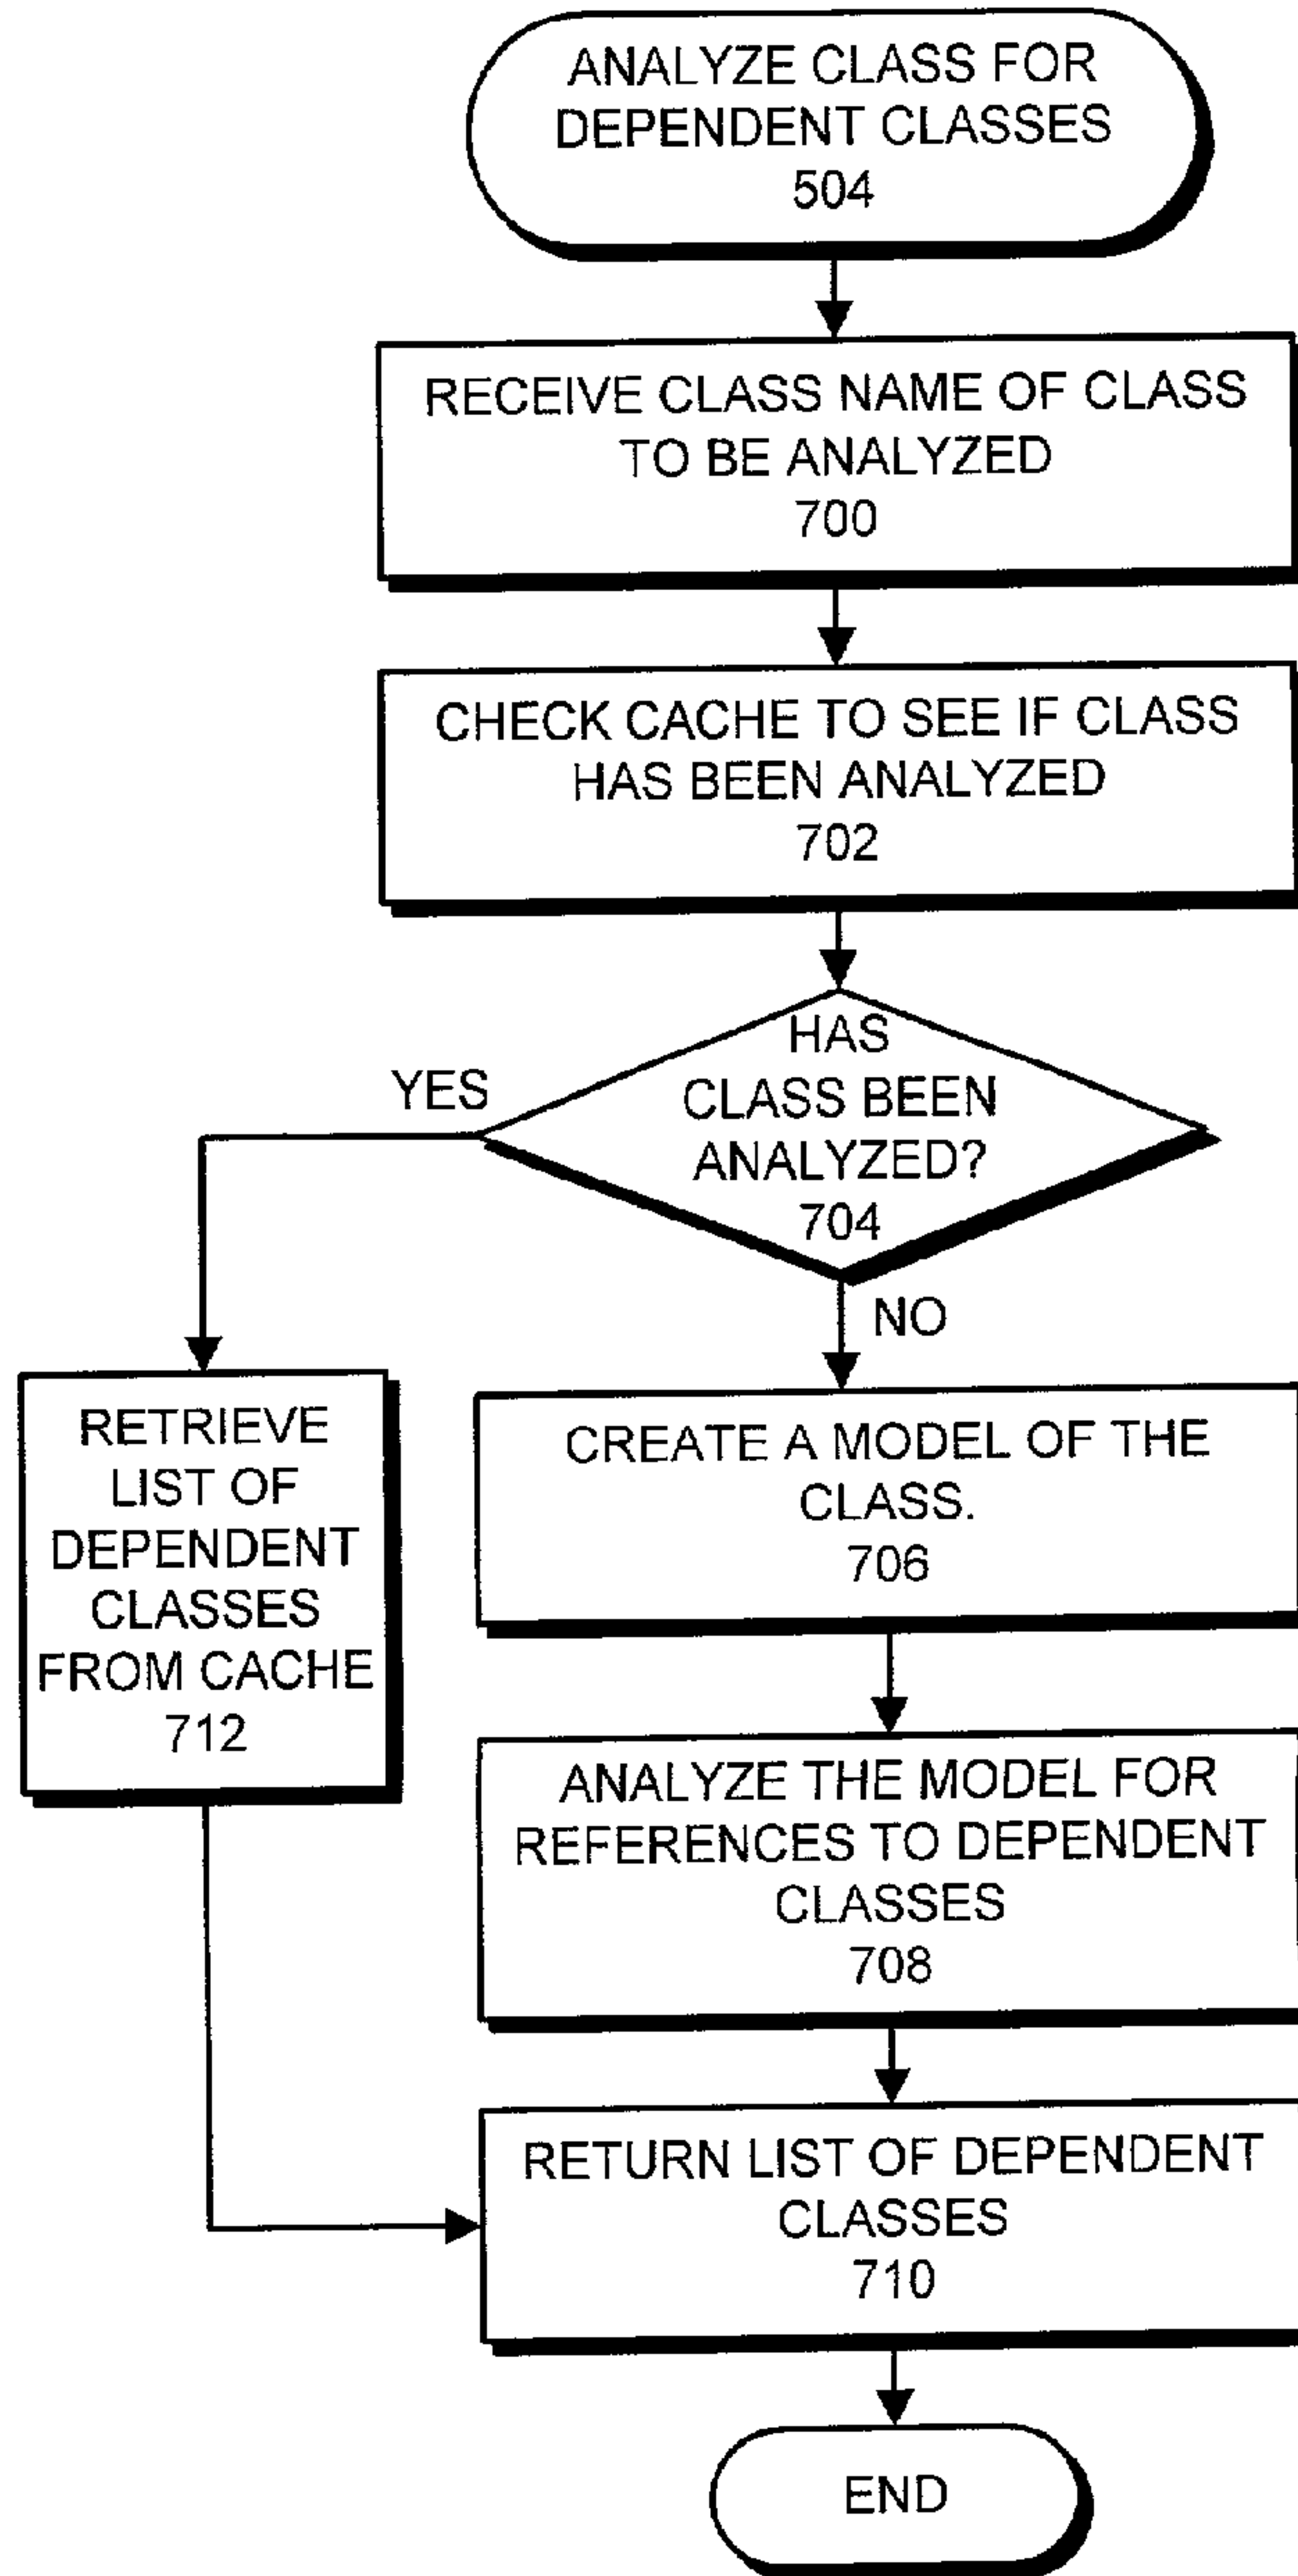 ANALYZE CLASS FOR
DEPENDENT CLASSES
504
RECEIVE CLASS NAME OF CLASS
TO BE ANALYZED
700
CHECK CACHE TO SEE IF CLASS
HAS BEEN ANALYZED
702
HAS
CLASS BEEN
ANALYZED?
704
YES
NO
RETRIEVE
LIST OF
DEPENDENT
CLASSES
FROM CACHE
712
CREATE A MODEL OF THE
CLASS.
706
ANALYZE THE MODEL FOR
REFERENCES TO DEPENDENT
CLASSES
708
RETURN LIST OF DEPENDENT
CLASSES
710
END